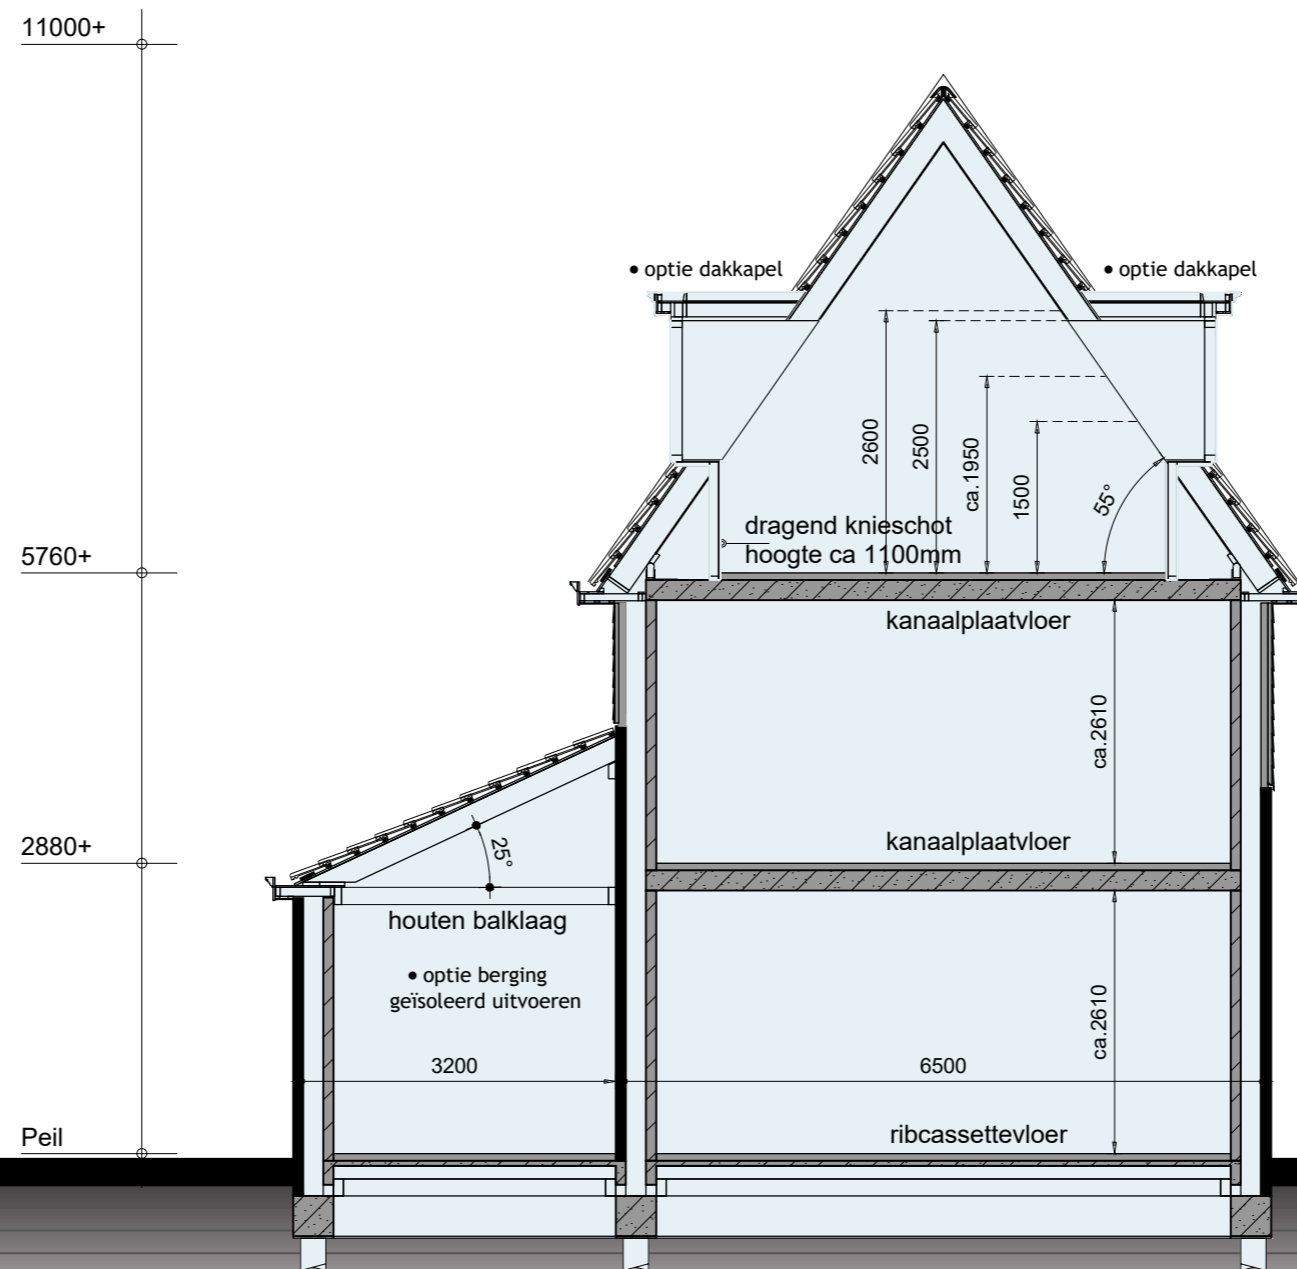 11000+
• optie dakkapel
• optie dakkapel
2600
2500
ca.1950
1500
55°
dragend knieschot
hoogte ca 1100mm
5760+
kanaalplaatvloer
ca.2610
25°
2880+
kanaalplaatvloer
houten balklaag
• optie berging
geïsoleerd uitvoeren
ca.2610
3200
6500
Peil
ribcassettevloer